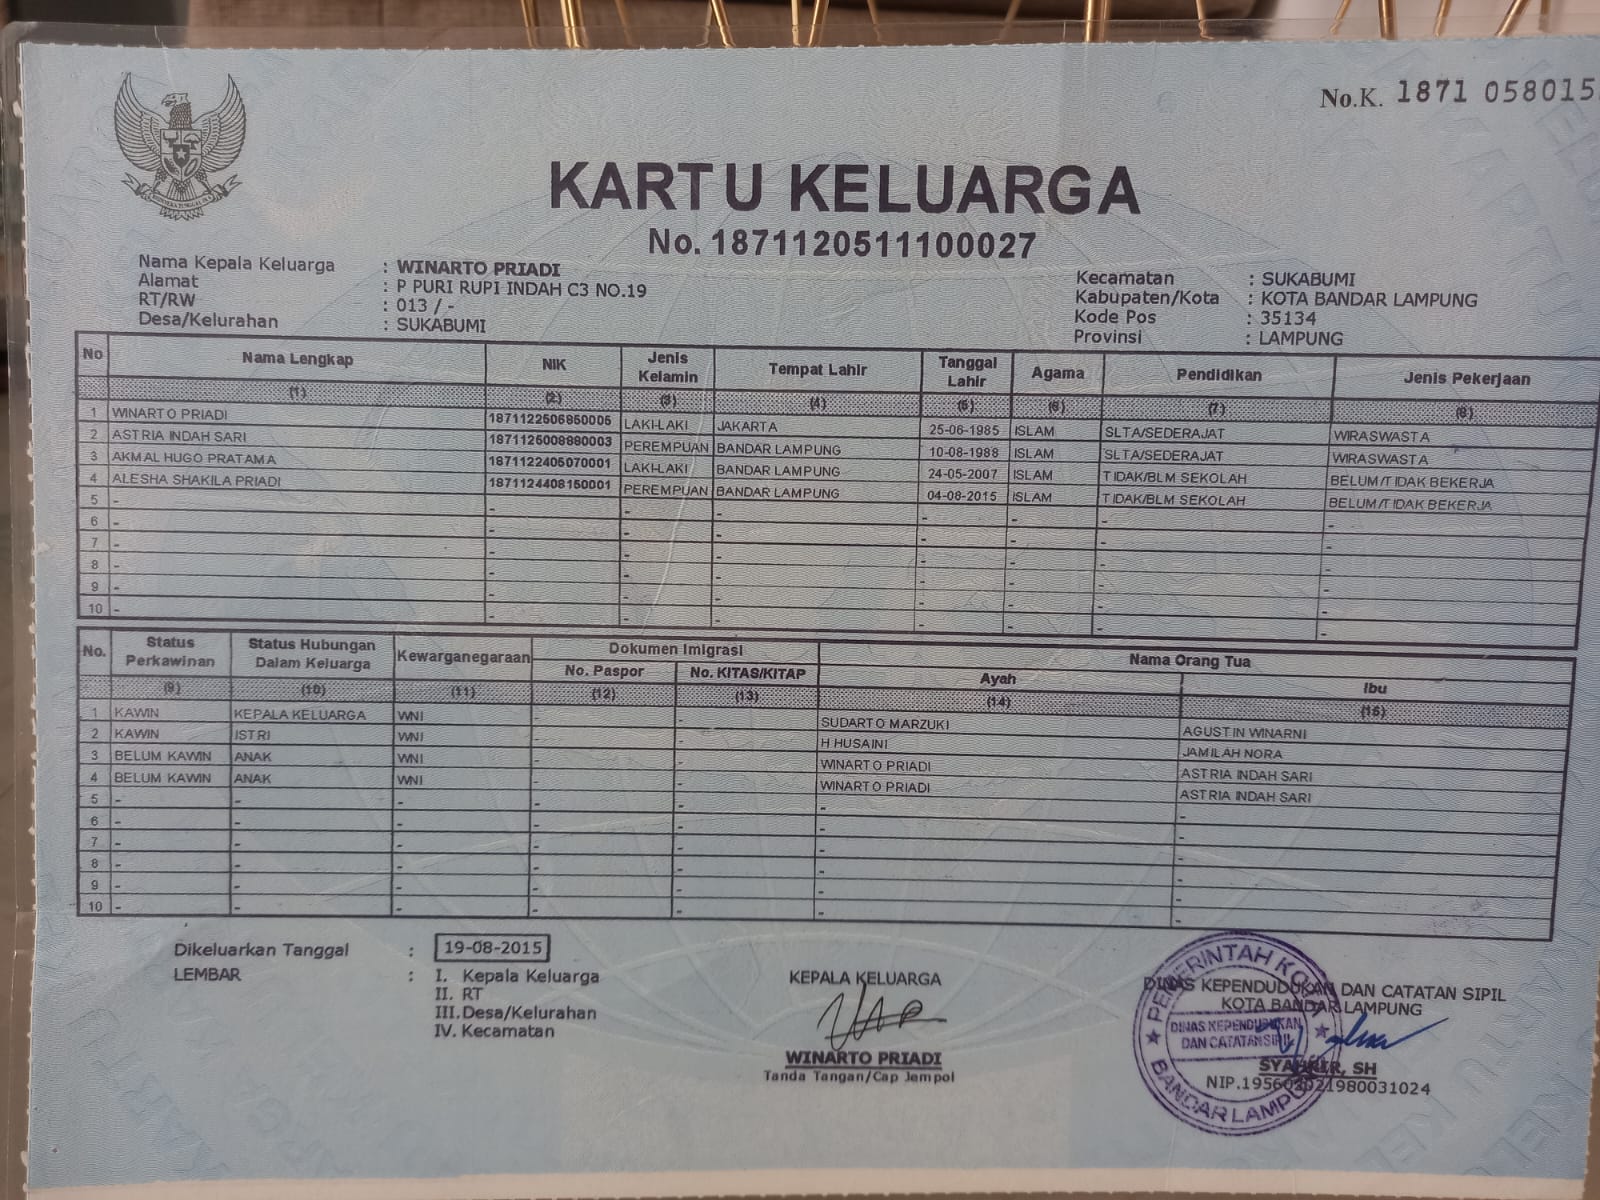 No.K. 1871 058015
KARTU KELUARGA
No. 1871120511100027
Nama Kepala Keluarga : WINARTO PRIADI
Alamat : P PURI RUPI INDAH C3 NO.19
RT/RW : 013 / -
Desa/Kelurahan : SUKABUMI
Kecamatan : SUKABUMI
Kabupaten/Kota : KOTA BANDAR LAMPUNG
Kode Pos : 35134
Provinsi : LAMPUNG
No Nama Lengkap NIK Jenis Kelamin Tempat Lahir Tanggal Lahir Agama Pendidikan Jenis Pekerjaan
(1) (2) (3) (4) (5) (6) (7) (8)
1 WINARTO PRIADI 1871122506850005 LAKI-LAKI JAKARTA 25-06-1985 ISLAM SLTA/SEDERAJAT WIRASWASTA
2 ASTRIA INDAH SARI 1871125008880003 PEREMPUAN BANDAR LAMPUNG 10-08-1988 ISLAM SLTA/SEDERAJAT WIRASWASTA
3 AKMAL HUGO PRATAMA 1871122405070001 LAKI-LAKI BANDAR LAMPUNG 24-05-2007 ISLAM TIDAK/BLM SEKOLAH BELUM/TIDAK BEKERJA
4 ALESHA SHAKILA PRIADI 1871124408150001 PEREMPUAN BANDAR LAMPUNG 04-08-2015 ISLAM TIDAK/BLM SEKOLAH BELUM/TIDAK BEKERJA
5 - - - - - - - -
6 - - - - - - - -
7 - - - - - - - -
8 - - - - - - - -
9 - - - - - - - -
10 - - - - - - - -
No. Status Perkawinan Status Hubungan Dalam Keluarga Kewarganegaraan Dokumen Imigrasi Nama Orang Tua
No. Paspor No. KITAS/KITAP Ayah Ibu
(9) (10) (11) (12) (13) (14) (15)
1 KAWIN KEPALA KELUARGA WNI - - SUDARTO MARZUKI AGUSTIN WINARNI
2 KAWIN ISTRI WNI - - H HUSAINI JAMILAH NORA
3 BELUM KAWIN ANAK WNI - - WINARTO PRIADI ASTRIA INDAH SARI
4 BELUM KAWIN ANAK WNI - - WINARTO PRIADI ASTRIA INDAH SARI
5 - - - - - - -
6 - - - - - - -
7 - - - - - - -
8 - - - - - - -
9 - - - - - - -
10 - - - - - - -
Dikeluarkan Tanggal : 19-08-2015
LEMBAR : I. Kepala Keluarga
II. RT
III. Desa/Kelurahan
IV. Kecamatan
KEPALA KELUARGA
WINARTO PRIADI
Tanda Tangan/Cap Jempol
DINAS KEPENDUDUKAN DAN CATATAN SIPIL
KOTA BANDAR LAMPUNG
PEMERINTAH KOTA
DINAS KEPENDUDUKAN
DAN CATATAN SIPIL
BANDAR LAMPUNG
SYAHRIR, SH